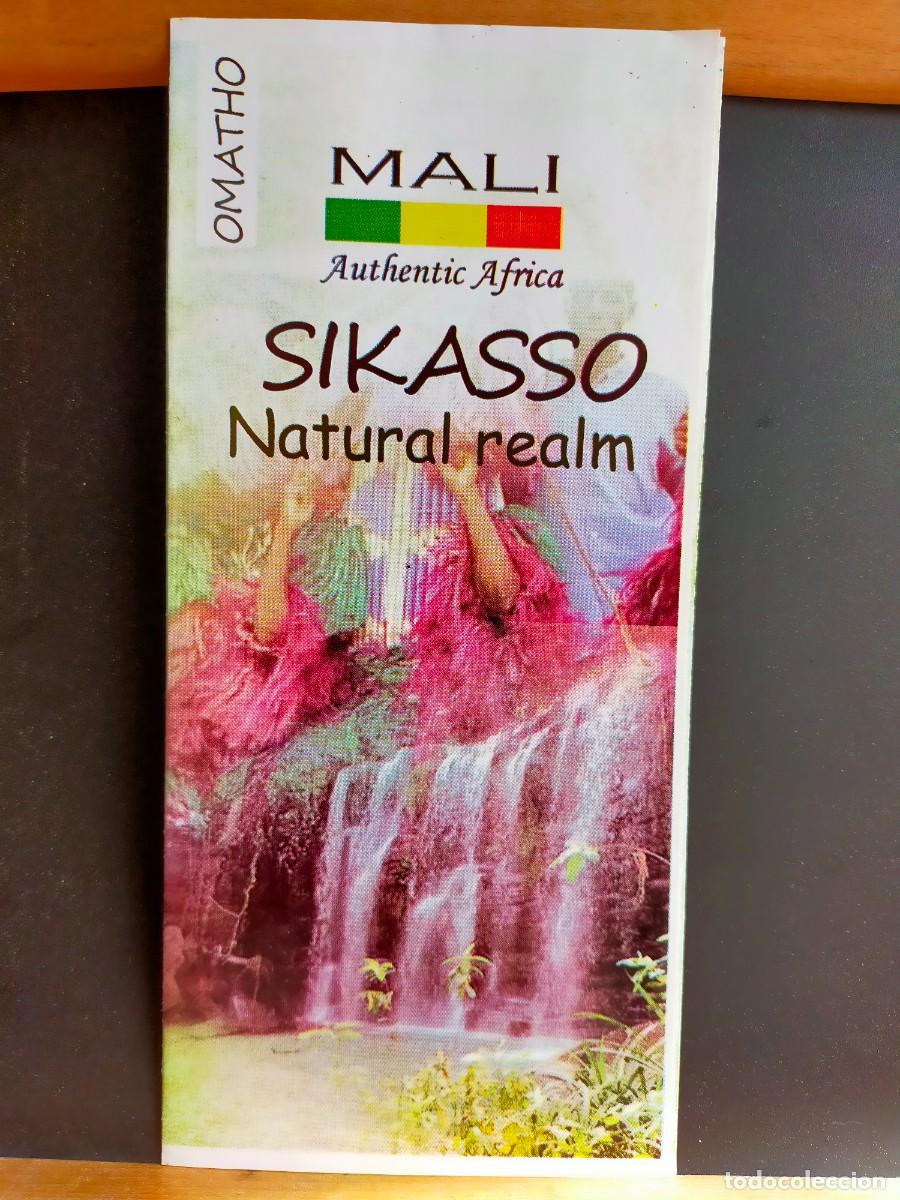 OMATHO
MALI
Authentic Africa
SIKASSO
Natural realm
todocoleccion